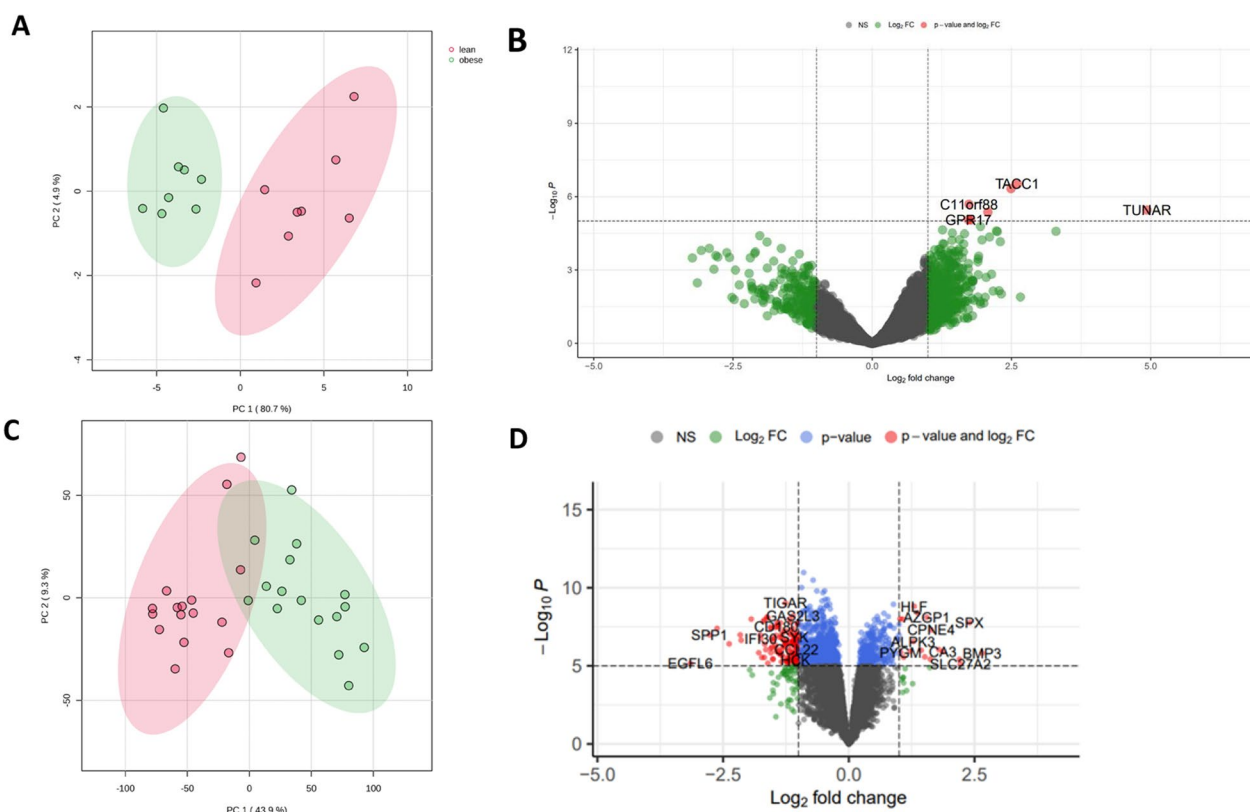 A
PC 2 ( 4.9 %)
2
0
-2
-4
-5
0
5
10
PC 1 ( 80.7 %)
lean
obese
B
NS
Log₂ FC
p – value and log₂ FC
−Log₁₀ P
12
9
6
3
0
TACC1
C11orf88
TUNAR
GPR17
−5.0
−2.5
0.0
2.5
5.0
Log₂ fold change
C
PC 2 ( 9.3 %)
50
0
-50
-100
-50
0
50
100
PC 1 ( 43.9 %)
D
NS
Log₂ FC
p−value
p – value and log₂ FC
−Log₁₀ P
15
10
5
0
TIGAR
HLF
GAS2L3
AZGP1
SPX
CD180
CPNE4
SPP1
IFI30
SYK
ALPK3
CCL22
PYGM
CA3
BMP3
EGFL6
HCK
SLC27A2
−5.0
−2.5
0.0
2.5
Log₂ fold change